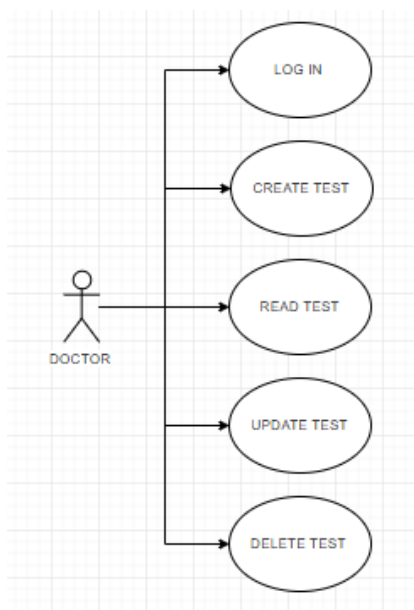 LOG IN
CREATE TEST
READ TEST
DOCTOR
UPDATE TEST
DELETE TEST